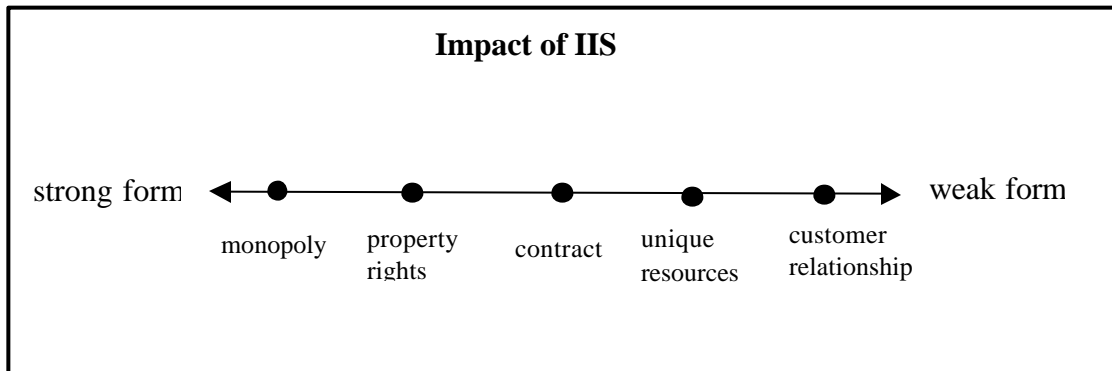 Impact of IIS
strong form
weak form
monopoly
property
rights
contract
unique
resources
customer
relationship